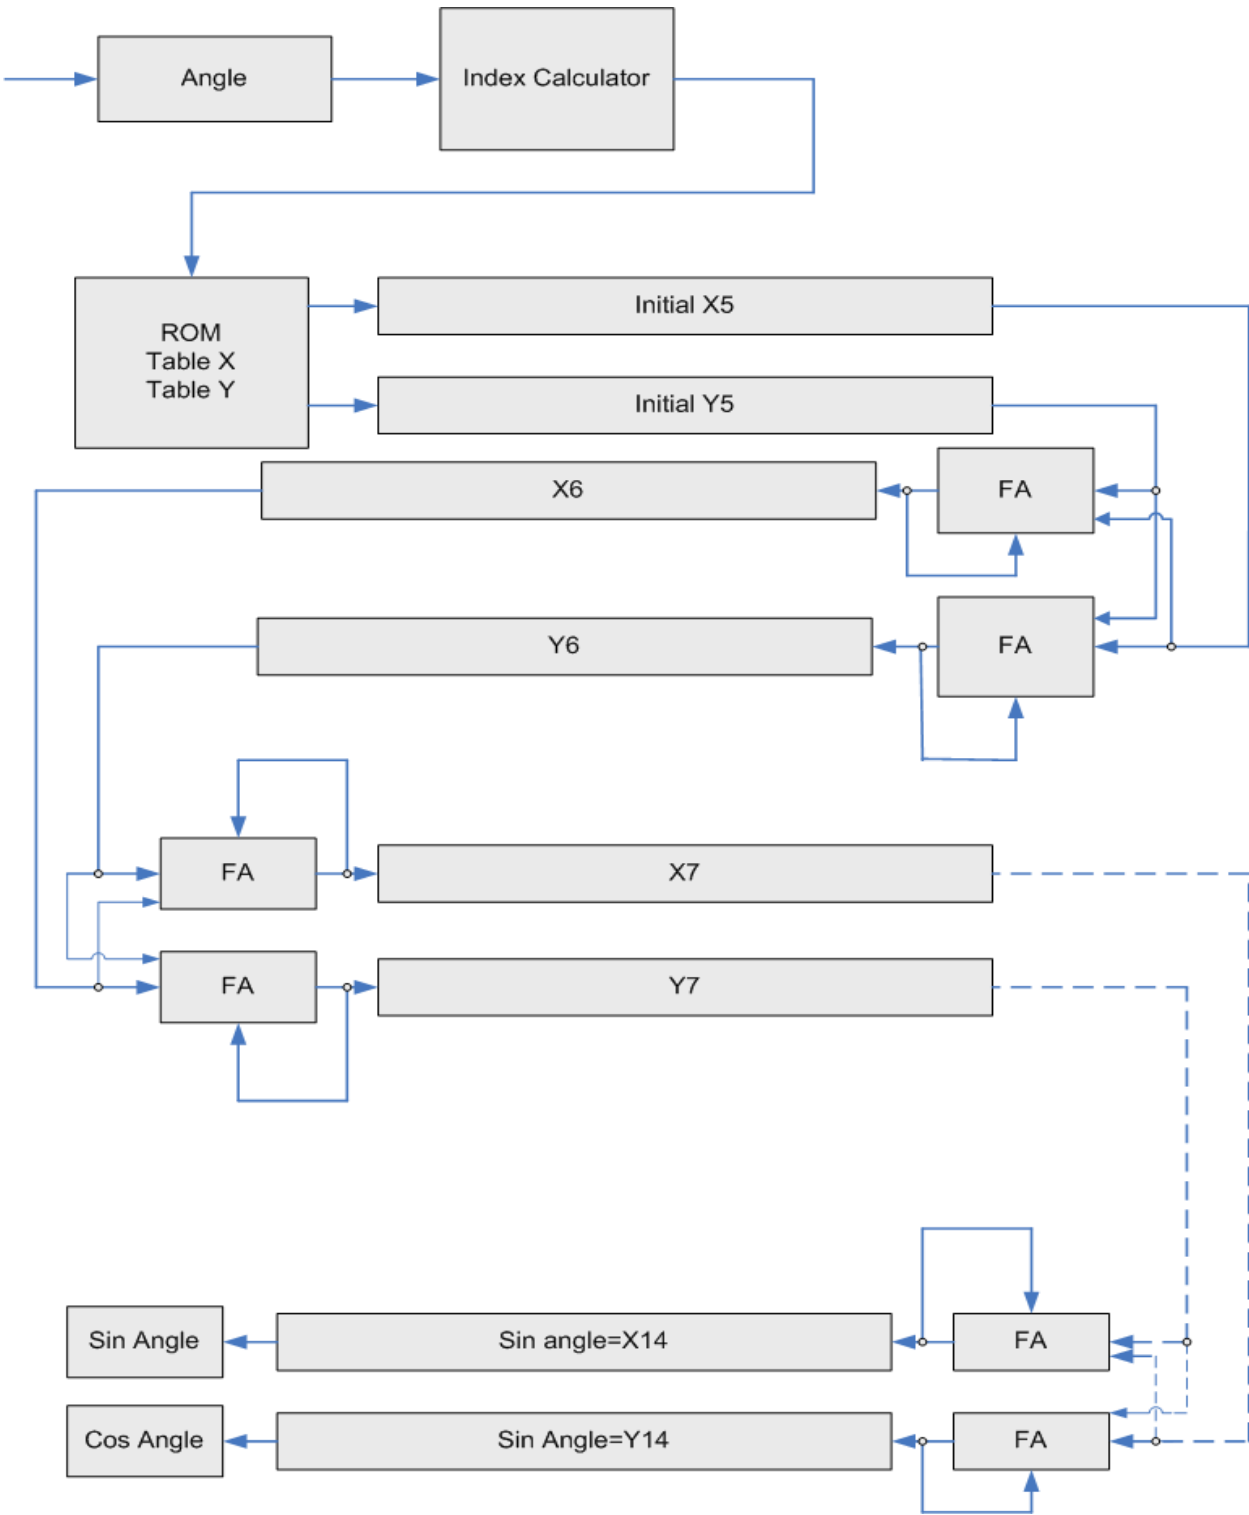 Angle
Index Calculator
ROM
Table X
Table Y
Initial X5
Initial Y5
X6
FA
Y6
FA
FA
X7
FA
Y7
Sin Angle
Sin angle=X14
FA
Cos Angle
Sin Angle=Y14
FA